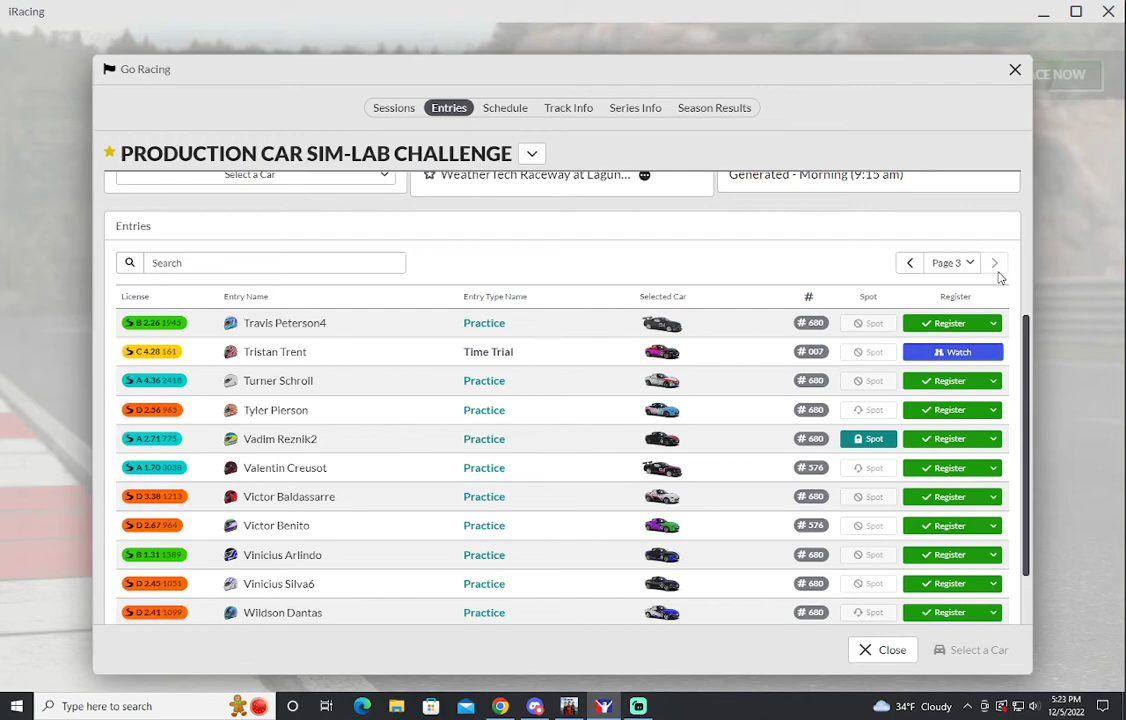 iRacing
Go Racing
CE NOW
Sessions Entries Schedule Track Info Series Info Season Results
PRODUCTION CAR SIM-LAB CHALLENGE
Select a Car WeatherTech Raceway at Lagun... Generated - Morning (9:15 am)
Entries
Search Page 3
License Entry Name Entry Type Name Selected Car # Spot Register
B 2.26 1945 Travis Peterson4 Practice # 680 Spot Register
C 4.28 161 Tristan Trent Time Trial # 007 Spot Watch
A 4.36 2418 Turner Schroll Practice # 680 Spot Register
D 2.56 965 Tyler Pierson Practice # 680 Spot Register
A 2.71 775 Vadim Reznik2 Practice # 680 Spot Register
A 1.70 3038 Valentin Creusot Practice # 576 Spot Register
D 3.38 1213 Victor Baldassarre Practice # 680 Spot Register
D 2.67 964 Victor Benito Practice # 576 Spot Register
B 1.31 1589 Vinicius Arlindo Practice # 680 Spot Register
D 2.45 1051 Vinicius Silva6 Practice # 680 Spot Register
D 2.41 1099 Wildson Dantas Practice # 680 Spot Register
Close Select a Car
Type here to search 34°F Cloudy 5:23 PM
12/5/2022